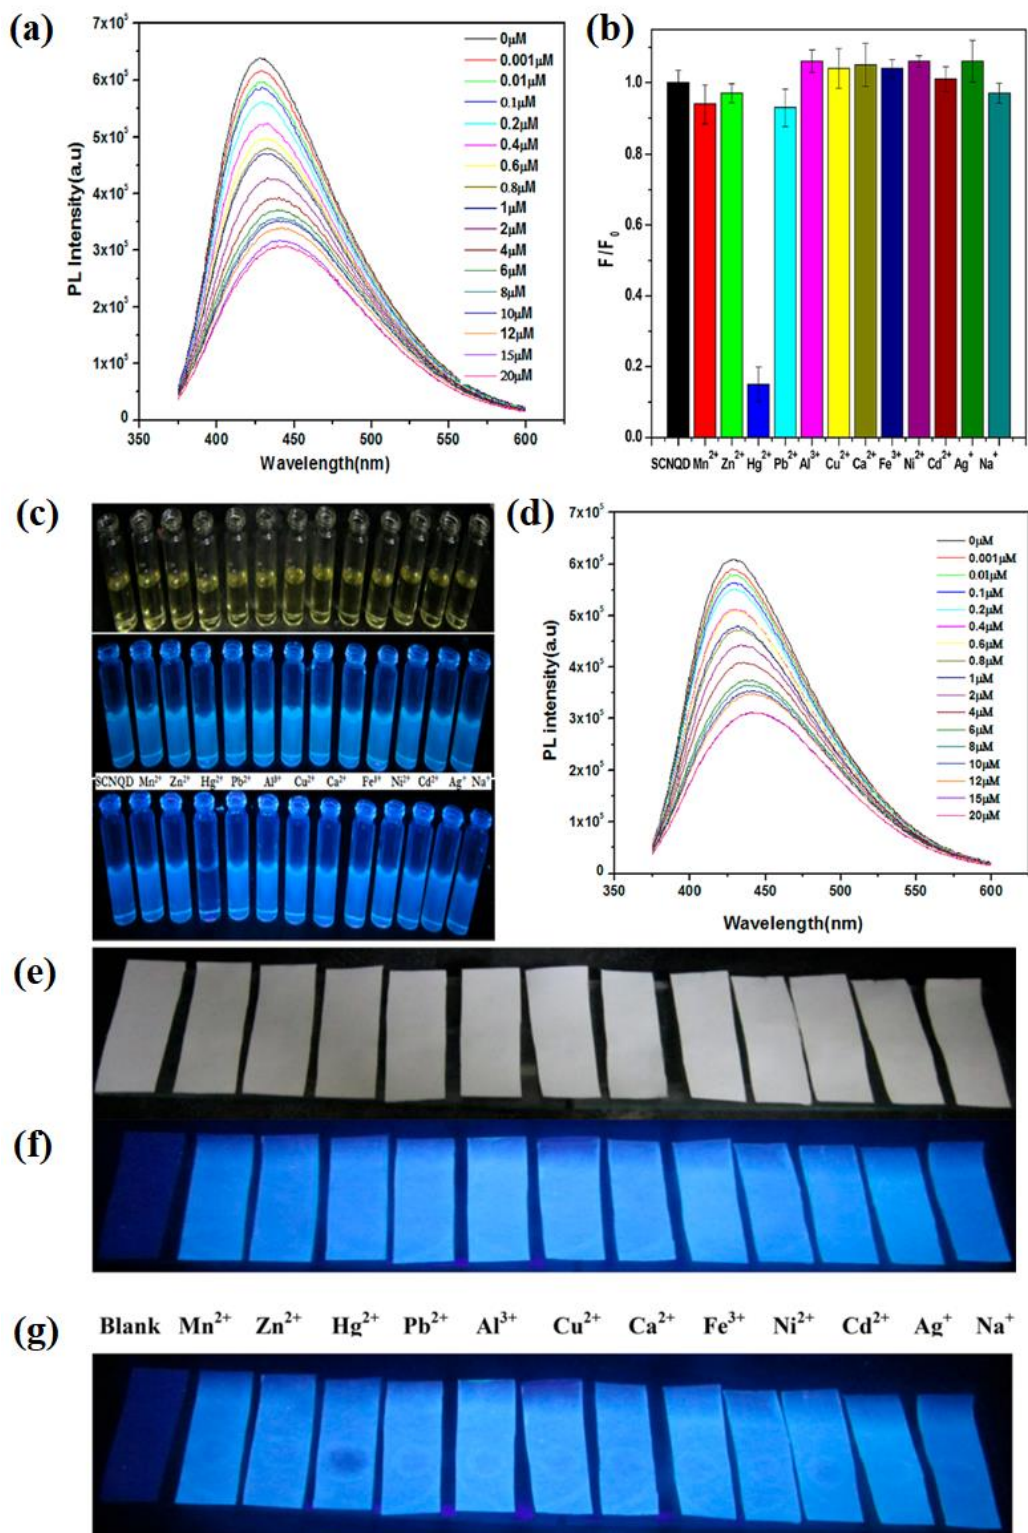 (a)
7x10⁵
6x10⁵
5x10⁵
4x10⁵
3x10⁵
2x10⁵
1x10⁵
0
PL Intensity(a.u)
350 400 450 500 550 600
Wavelength(nm)
0μM
0.001μM
0.01μM
0.1μM
0.2μM
0.4μM
0.6μM
0.8μM
1μM
2μM
4μM
6μM
8μM
10μM
12μM
15μM
20μM
(b)
1.0
0.8
0.6
0.4
0.2
0.0
F/F₀
SCNQD Mn²⁺ Zn²⁺ Hg²⁺ Pb²⁺ Al³⁺ Cu²⁺ Ca²⁺ Fe³⁺ Ni²⁺ Cd²⁺ Ag⁺ Na⁺
(c)
SCNQD Mn²⁺ Zn²⁺ Hg²⁺ Pb²⁺ Al³⁺ Cu²⁺ Ca²⁺ Fe³⁺ Ni²⁺ Cd²⁺ Ag⁺ Na⁺
(d)
7x10⁵
6x10⁵
5x10⁵
4x10⁵
3x10⁵
2x10⁵
1x10⁵
0
PL intensity(a.u)
350 400 450 500 550 600
Wavelength(nm)
0μM
0.001μM
0.01μM
0.1μM
0.2μM
0.4μM
0.6μM
0.8μM
1μM
2μM
4μM
6μM
8μM
10μM
12μM
15μM
20μM
(e)
(f)
(g)
Blank Mn²⁺ Zn²⁺ Hg²⁺ Pb²⁺ Al³⁺ Cu²⁺ Ca²⁺ Fe³⁺ Ni²⁺ Cd²⁺ Ag⁺ Na⁺